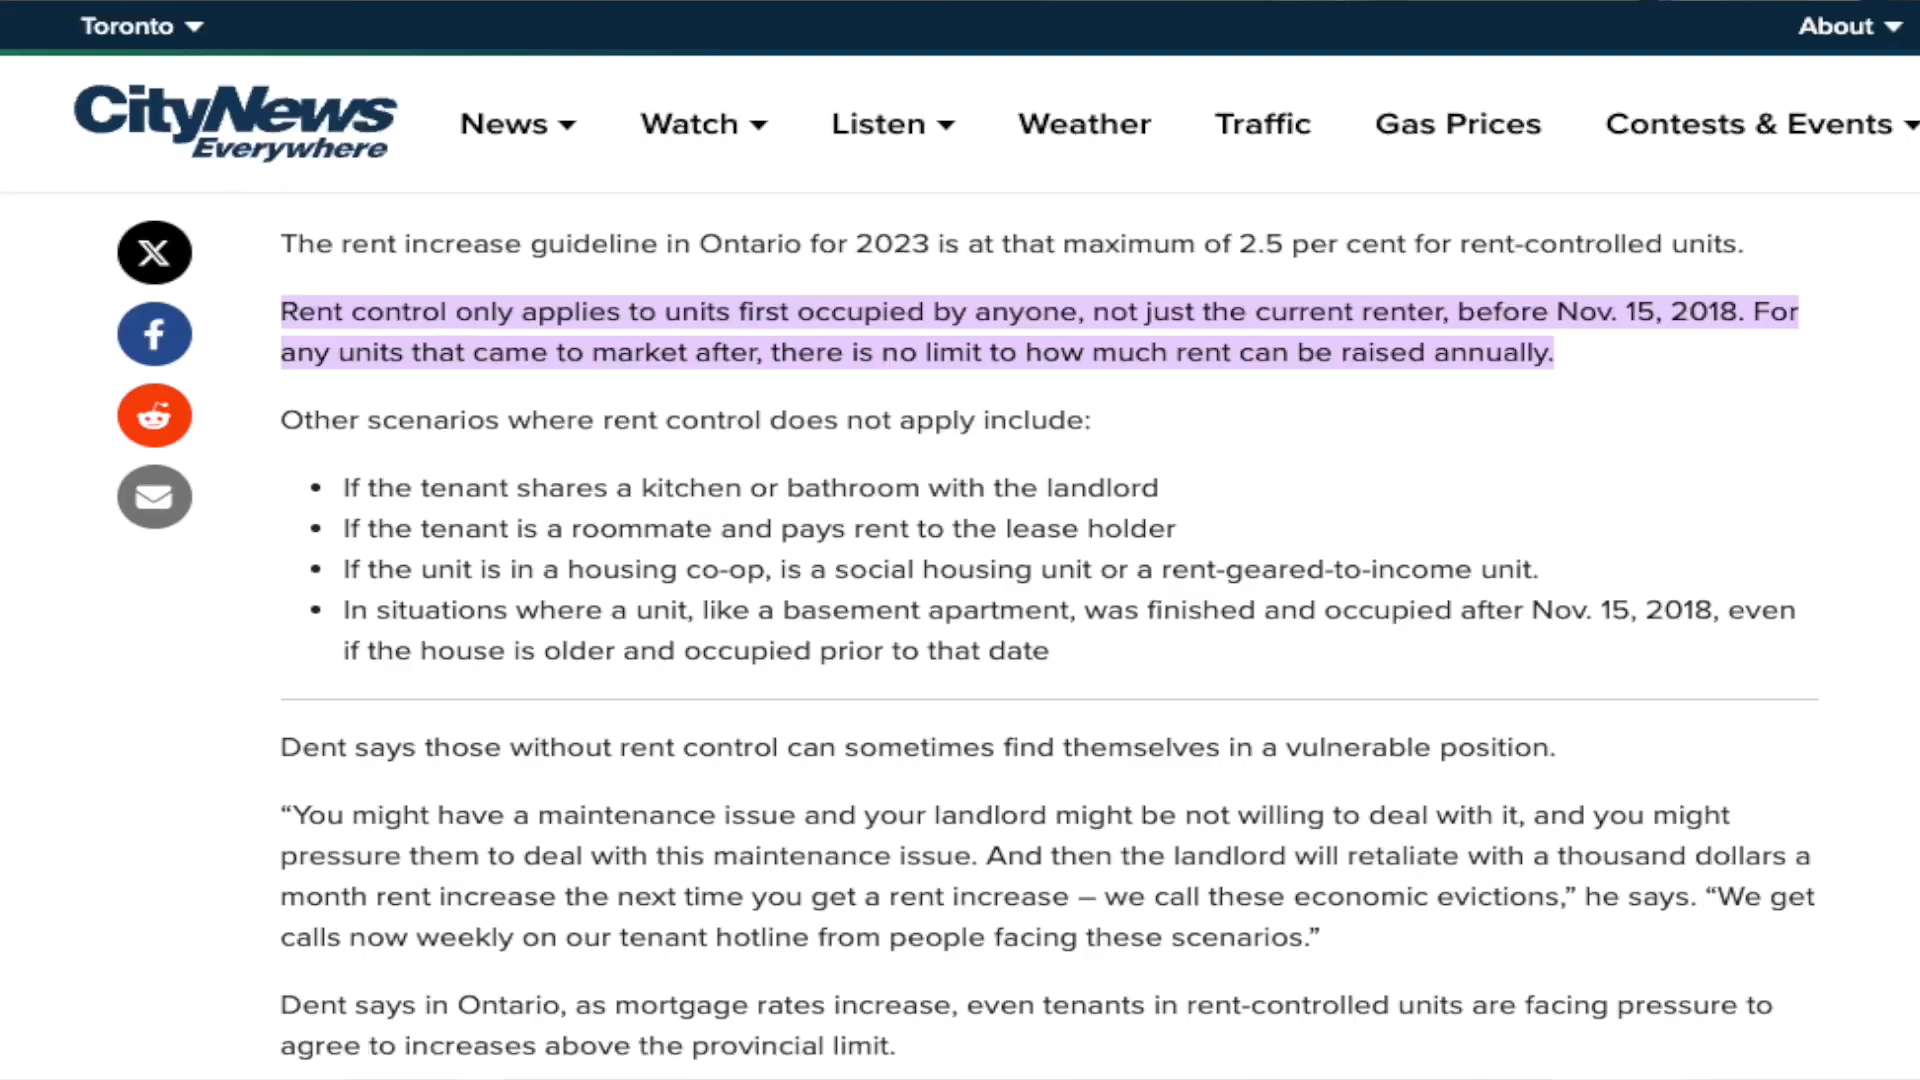 Toronto
About
CityNews
Everywhere
News
Watch
Listen
Weather
Traffic
Gas Prices
Contests & Events
The rent increase guideline in Ontario for 2023 is at that maximum of 2.5 per cent for rent-controlled units.
Rent control only applies to units first occupied by anyone, not just the current renter, before Nov. 15, 2018. For
any units that came to market after, there is no limit to how much rent can be raised annually.
Other scenarios where rent control does not apply include:
• If the tenant shares a kitchen or bathroom with the landlord
• If the tenant is a roommate and pays rent to the lease holder
• If the unit is in a housing co-op, is a social housing unit or a rent-geared-to-income unit.
• In situations where a unit, like a basement apartment, was finished and occupied after Nov. 15, 2018, even
if the house is older and occupied prior to that date
Dent says those without rent control can sometimes find themselves in a vulnerable position.
“You might have a maintenance issue and your landlord might be not willing to deal with it, and you might
pressure them to deal with this maintenance issue. And then the landlord will retaliate with a thousand dollars a
month rent increase the next time you get a rent increase – we call these economic evictions,” he says. “We get
calls now weekly on our tenant hotline from people facing these scenarios.”
Dent says in Ontario, as mortgage rates increase, even tenants in rent-controlled units are facing pressure to
agree to increases above the provincial limit.